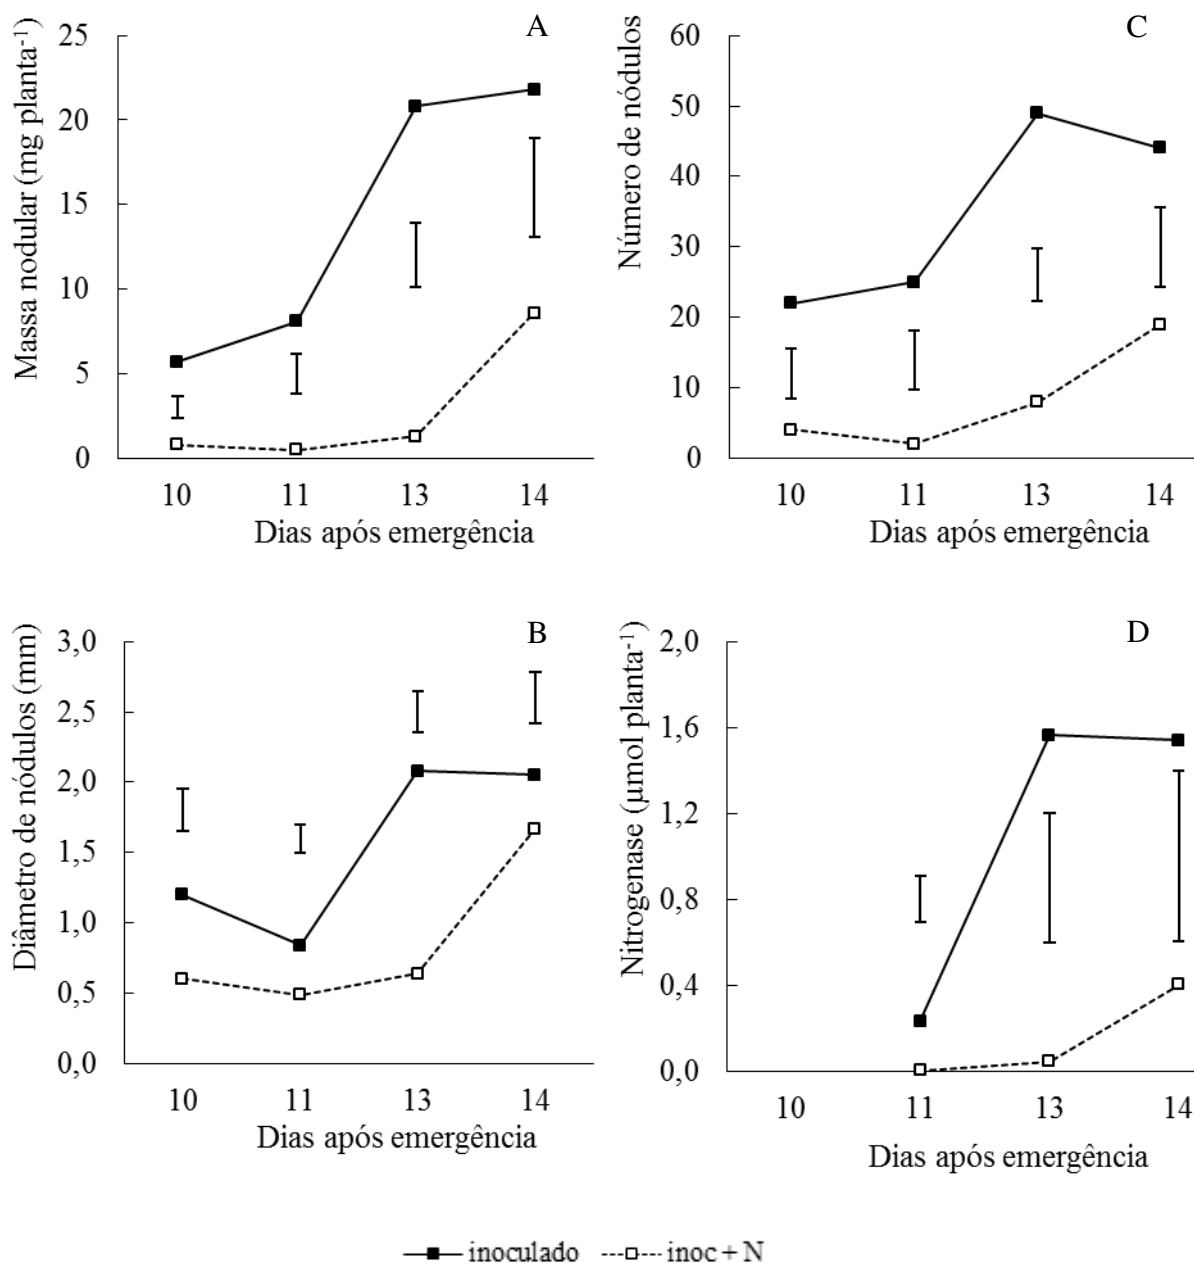 A
Massa nodular (mg planta-1)
25
20
15
10
5
0
10 11 13 14
Dias após emergência
C
Número de nódulos
60
50
40
30
20
10
0
10 11 13 14
Dias após emergência
B
Diâmetro de nódulos (mm)
3,0
2,5
2,0
1,5
1,0
0,5
0,0
10 11 13 14
Dias após emergência
D
Nitrogenase (µmol planta-1)
2,0
1,6
1,2
0,8
0,4
0,0
10 11 13 14
Dias após emergência
inoculado inoc + N